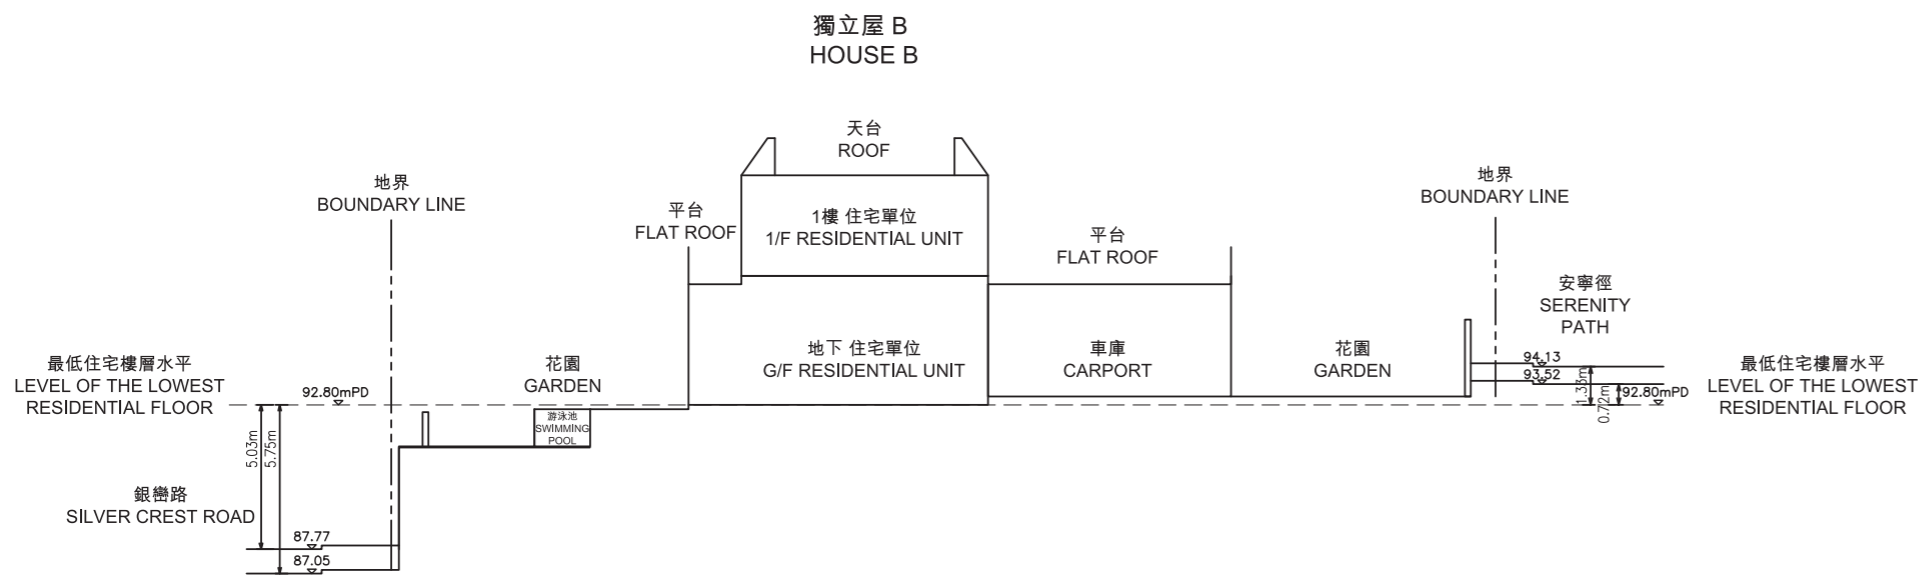 獨立屋 B
HOUSE B
天台
ROOF
地界
BOUNDARY LINE
地界
BOUNDARY LINE
平台
FLAT ROOF
1樓 住宅單位
1/F RESIDENTIAL UNIT
平台
FLAT ROOF
安寧徑
SERENITY
PATH
最低住宅樓層水平
LEVEL OF THE LOWEST
RESIDENTIAL FLOOR
92.80mPD
花園
GARDEN
地下 住宅單位
G/F RESIDENTIAL UNIT
車庫
CARPORT
花園
GARDEN
94.13
93.52
1.33m
0.72m
92.80mPD
最低住宅樓層水平
LEVEL OF THE LOWEST
RESIDENTIAL FLOOR
游泳池
SWIMMING
POOL
5.03m
5.75m
銀巒路
SILVER CREST ROAD
87.77
87.05